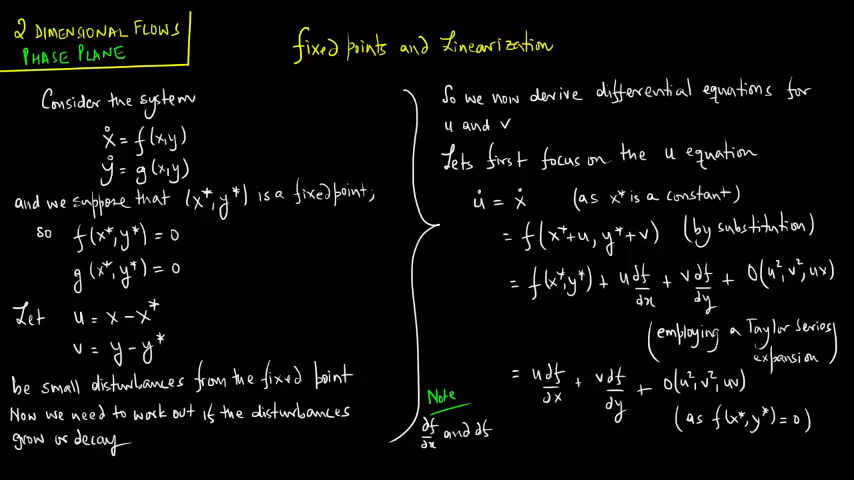 2 DIMENSIONAL FLOWS
PHASE PLANE
fixed points and Linearization
Consider the system
ẋ = f(x,y)
ẏ = g(x,y)
and we suppose that (x*, y*) is a fixed point;
so f(x*, y*) = 0
g(x*, y*) = 0
Let u = x - x*
v = y - y*
be small disturbances from the fixed point
Now we need to work out if the disturbances
grow or decay
So we now derive differential equations for
u and v
Lets first focus on the u equation
u̇ = ẋ (as x* is a constant)
= f(x*+u, y*+v) (by substitution)
= f(x*, y*) + u df/dx + v df/dy + O(u², v², uv)
(employing a Taylor Series
expansion)
= u df/dx + v df/dy + O(u², v², uv)
(as f(x*, y*) = 0)
Note
df/dx and df